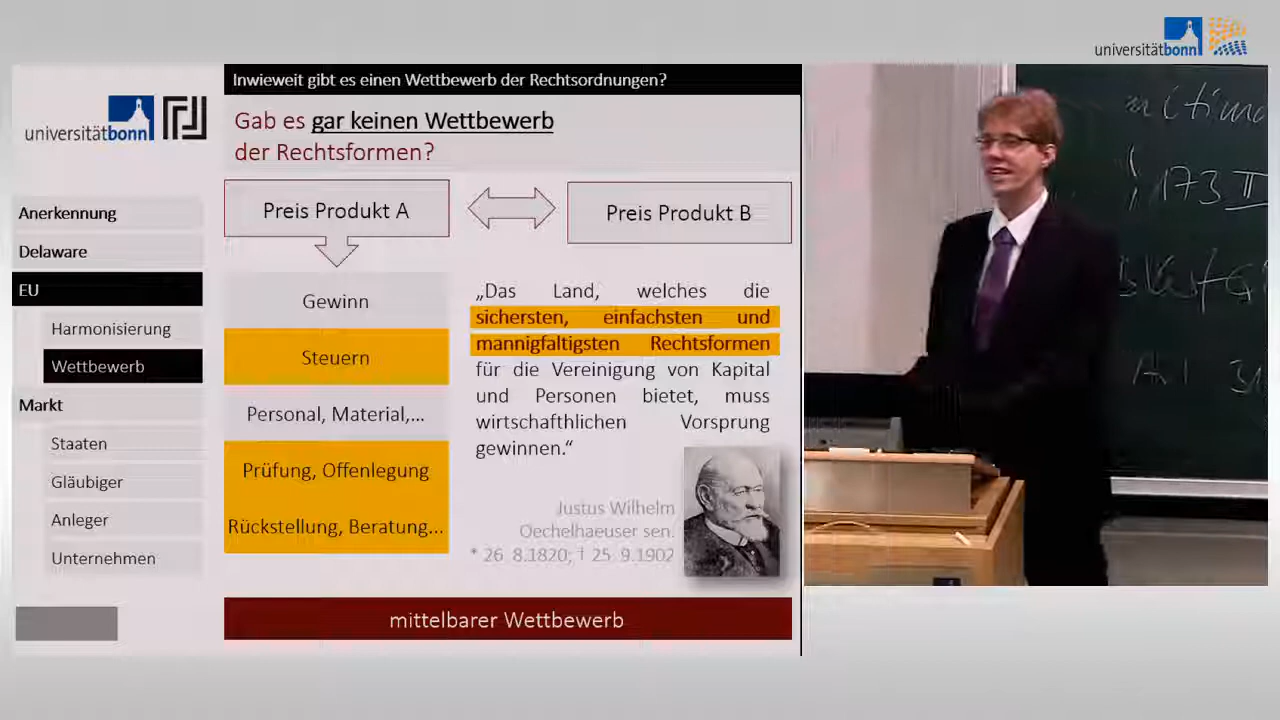 universitätbonn
Inwieweit gibt es einen Wettbewerb der Rechtsordnungen?
universitätbonn
Gab es gar keinen Wettbewerb
der Rechtsformen?
Anerkennung
Delaware
EU
Harmonisierung
Wettbewerb
Markt
Staaten
Gläubiger
Anleger
Unternehmen
Preis Produkt A
Preis Produkt B
Gewinn
Steuern
Personal, Material,...
Prüfung, Offenlegung
Rückstellung, Beratung...
„Das Land, welches die
sichersten, einfachsten und
mannigfaltigsten Rechtsformen
für die Vereinigung von Kapital
und Personen bietet, muss
wirtschaftlichen Vorsprung
gewinnen.“
Justus Wilhelm
Oechelhaeuser sen.
* 26 8.1820; † 25. 9.1902
mittelbarer Wettbewerb
173 II